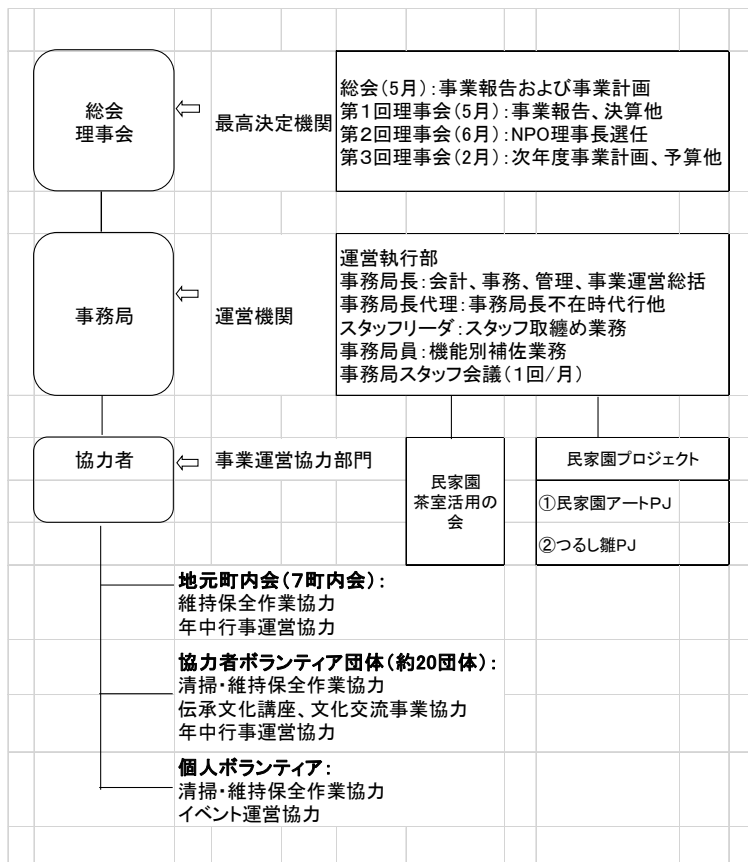 総会
理事会
⇦
最高決定機関
総会(5月):事業報告および事業計画
第1回理事会(5月):事業報告、決算他
第2回理事会(6月):NPO理事長選任
第3回理事会(2月):次年度事業計画、予算他
事務局
⇦
運営機関
運営執行部
事務局長:会計、事務、管理、事業運営総括
事務局長代理:事務局長不在時代行他
スタッフリーダ:スタッフ取纏め業務
事務局員:機能別補佐業務
事務局スタッフ会議(1回/月)
協力者
⇦
事業運営協力部門
民家園
茶室活用の
会
民家園プロジェクト
①民家園アートPJ
②つるし雛PJ
地元町内会(7町内会):
維持保全作業協力
年中行事運営協力
協力者ボランティア団体(約20団体):
清掃・維持保全作業協力
伝承文化講座、文化交流事業協力
年中行事運営協力
個人ボランティア:
清掃・維持保全作業協力
イベント運営協力